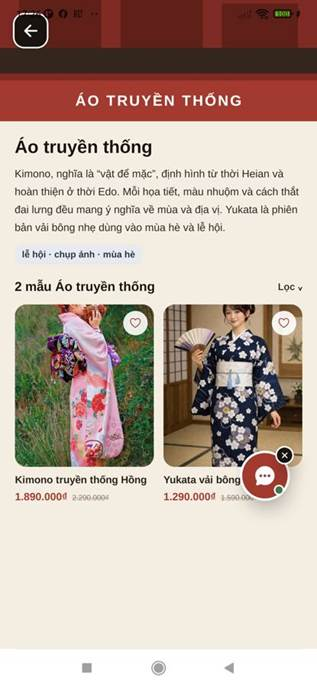 ÁO TRUYỀN THỐNG
Áo truyền thống
Kimono, nghĩa là “vật để mặc”, định hình từ thời Heian và
hoàn thiện ở thời Edo. Mỗi họa tiết, màu nhuộm và cách thắt
đai lưng đều mang ý nghĩa về mùa và địa vị. Yukata là phiên
bản vải bông nhẹ dùng vào mùa hè và lễ hội.
lễ hội · chụp ảnh · mùa hè
2 mẫu Áo truyền thống
Lọc
Kimono truyền thống Hồng
Yukata vải bông
1.890.000₫ 2.290.000₫
1.290.000₫ 1.590.000